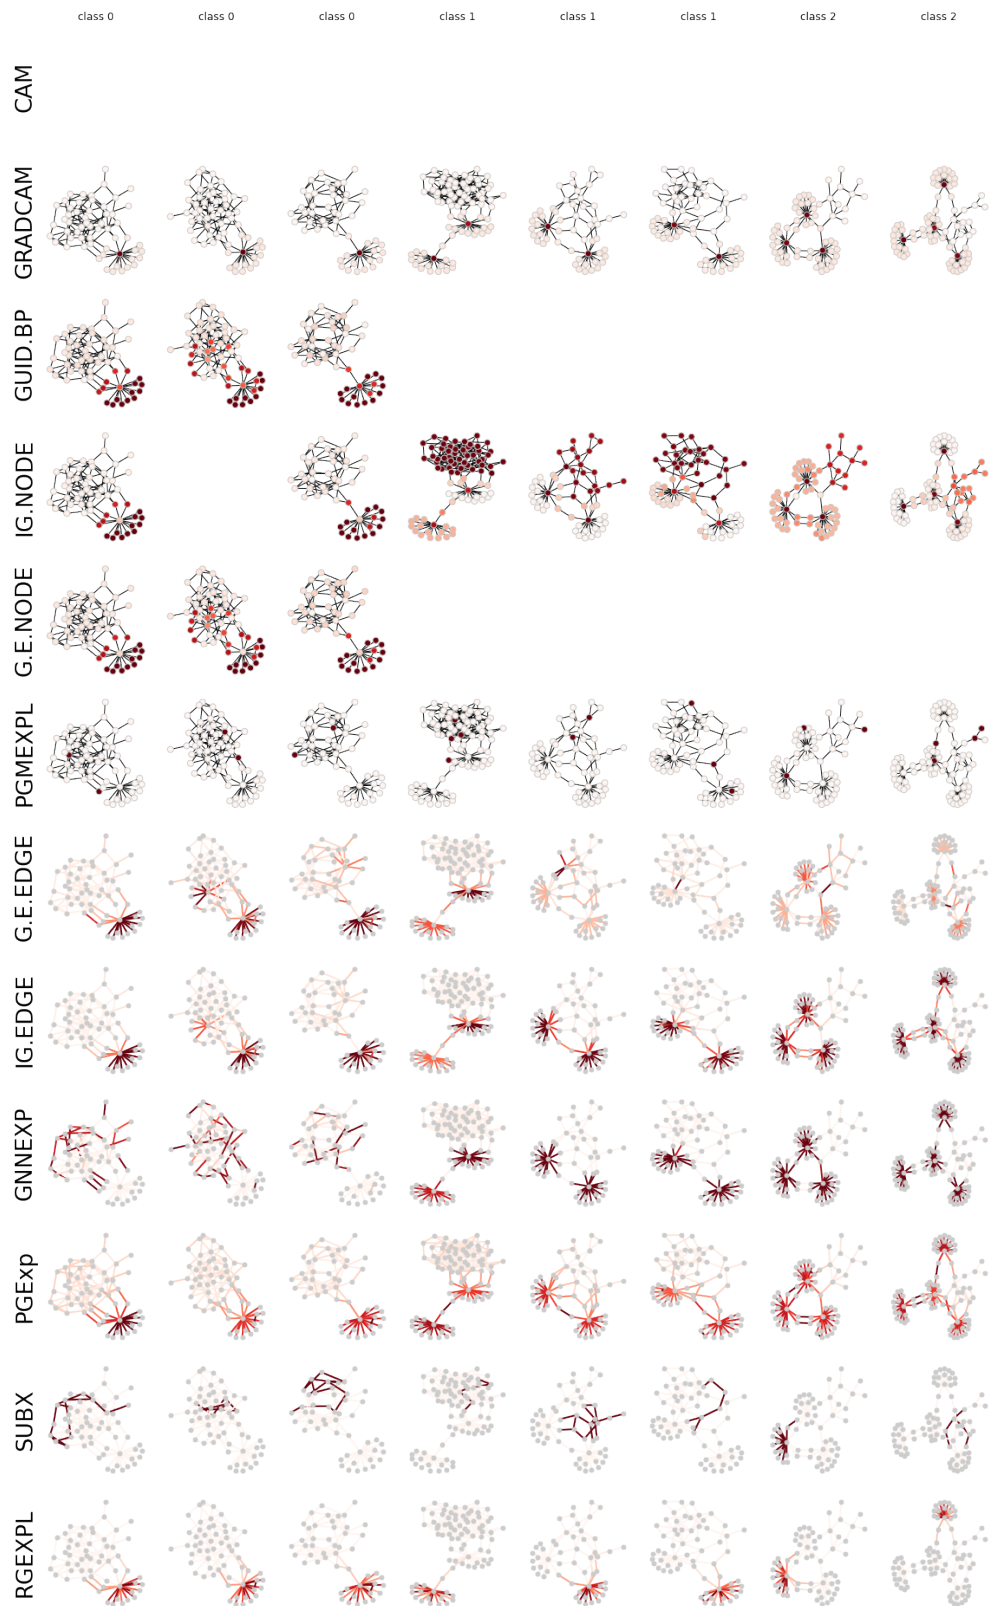 class 0 class 0 class 0 class 1 class 1 class 1 class 2 class 2
CAM
GRADCAM
GUID.BP
IG.NODE
G.E.NODE
PGMEXPL
G.E.EDGE
IG.EDGE
GNNEXP
PGExp
SUBX
RGEXPL